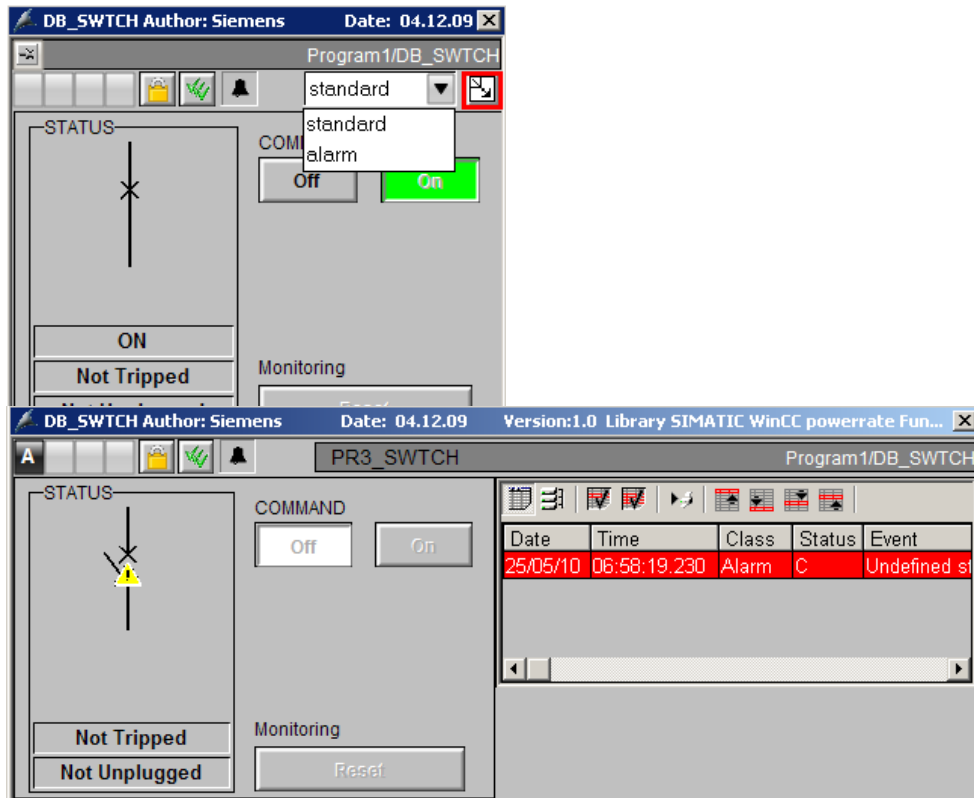 DB_SWTCH Author: Siemens Date: 04.12.09
Program1/DB_SWTCH
standard
standard
alarm
STATUS
Off On
ON
Not Tripped
Monitoring
DB_SWTCH Author: Siemens Date: 04.12.09 Version:1.0 Library SIMATIC WinCC powerrate Fun...
A PR3_SWTCH Program1/DB_SWTCH
STATUS
COMMAND
Off On
Date Time Class Status Event
25/05/10 06:58:19.230 Alarm C Undefined st
Not Tripped
Not Unplugged
Monitoring
Reset